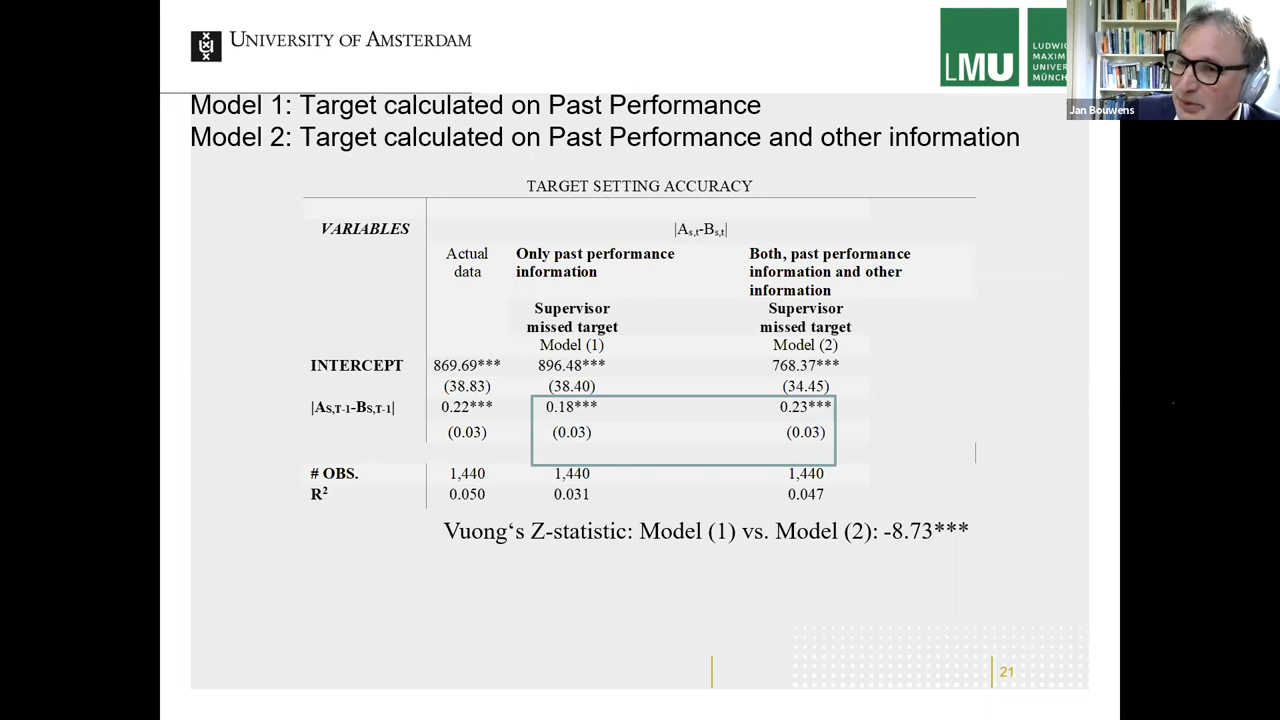 UNIVERSITY OF AMSTERDAM
LMU
LUDWIG
MAXIM
UNIVER
MÜNCH
Jan Bouwens
Model 1: Target calculated on Past Performance
Model 2: Target calculated on Past Performance and other information
TARGET SETTING ACCURACY
VARIABLES |As,t-Bs,t|
Actual data Only past performance information Both, past performance information and other information
Supervisor missed target Supervisor missed target
Model (1) Model (2)
INTERCEPT 869.69*** 896.48*** 768.37***
(38.83) (38.40) (34.45)
|AS,T-1-BS,T-1| 0.22*** 0.18*** 0.23***
(0.03) (0.03) (0.03)
# OBS. 1,440 1,440 1,440
R² 0.050 0.031 0.047
Vuong‘s Z-statistic: Model (1) vs. Model (2): -8.73***
21